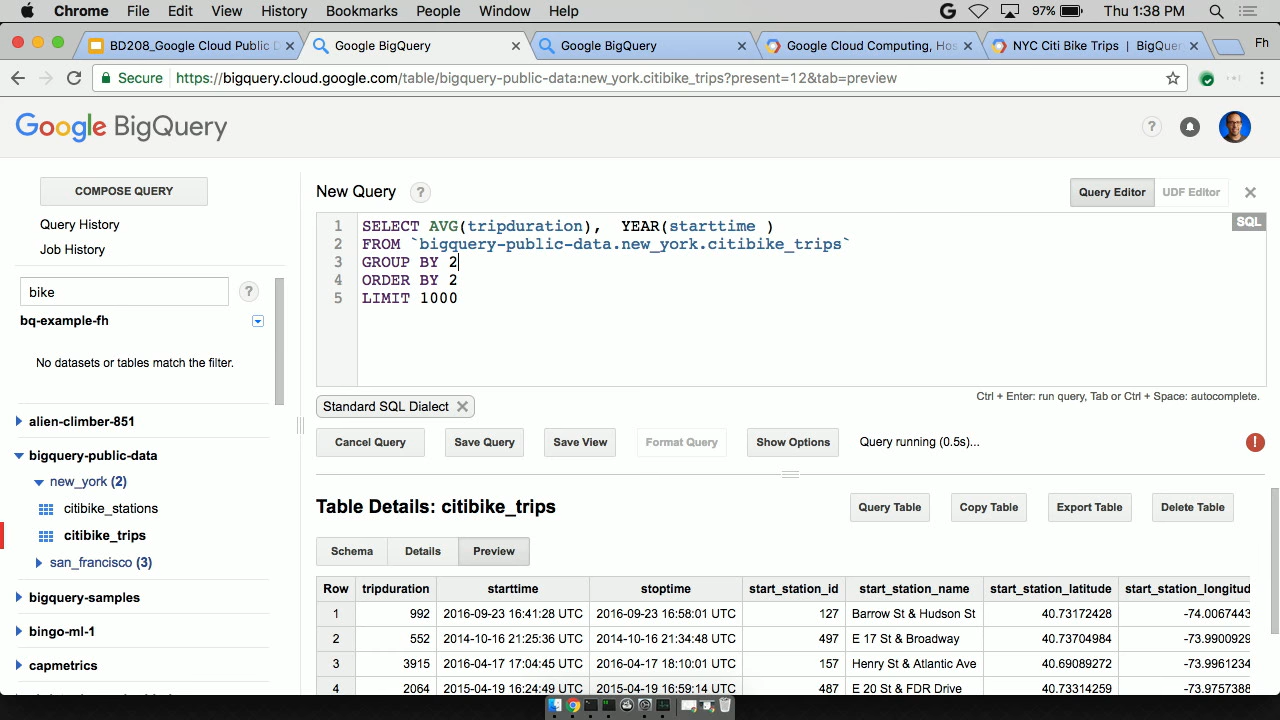 Chrome File Edit View History Bookmarks People Window Help 97% Thu 1:38 PM
BD208_Google Cloud Public D Google BigQuery Google BigQuery Google Cloud Computing, Hos NYC Citi Bike Trips | BigQuer Fh
Secure https://bigquery.cloud.google.com/table/bigquery-public-data:new_york.citibike_trips?present=12&tab=preview
Google BigQuery ?
COMPOSE QUERY
Query History
Job History
bike ?
bq-example-fh
No datasets or tables match the filter.
alien-climber-851
bigquery-public-data
new_york (2)
citibike_stations
citibike_trips
san_francisco (3)
bigquery-samples
bingo-ml-1
capmetrics
New Query ? Query Editor UDF Editor
SQL
1 SELECT AVG(tripduration), YEAR(starttime )
2 FROM `bigquery-public-data.new_york.citibike_trips`
3 GROUP BY 2
4 ORDER BY 2
5 LIMIT 1000
Ctrl + Enter: run query, Tab or Ctrl + Space: autocomplete.
Standard SQL Dialect
Cancel Query Save Query Save View Format Query Show Options Query running (0.5s)... !
Table Details: citibike_trips Query Table Copy Table Export Table Delete Table
Schema Details Preview
Row tripduration starttime stoptime start_station_id start_station_name start_station_latitude start_station_longitud
1 992 2016-09-23 16:41:28 UTC 2016-09-23 16:58:01 UTC 127 Barrow St & Hudson St 40.73172428 -74.0067443
2 552 2014-10-16 21:25:36 UTC 2014-10-16 21:34:48 UTC 497 E 17 St & Broadway 40.73704984 -73.9900929
3 3915 2016-04-17 17:04:45 UTC 2016-04-17 18:10:01 UTC 157 Henry St & Atlantic Ave 40.69089272 -73.9961234
4 2064 2015-04-19 16:24:49 UTC 2015-04-19 16:59:14 UTC 487 E 20 St & FDR Drive 40.73314259 -73.9757388